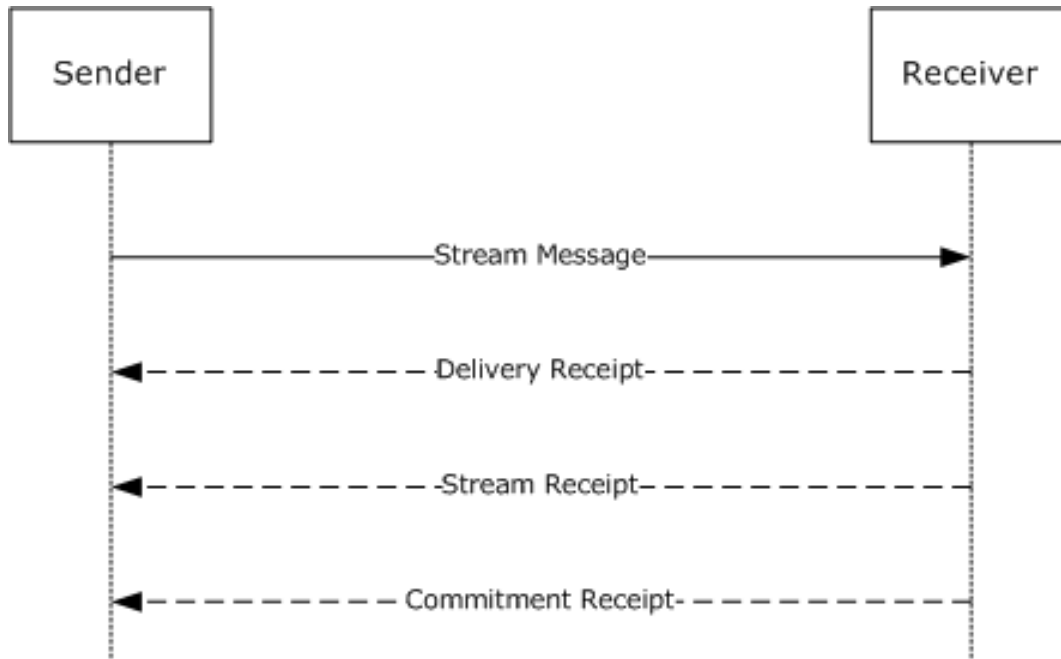 Sender
Receiver
Stream Message
Delivery Receipt
Stream Receipt
Commitment Receipt